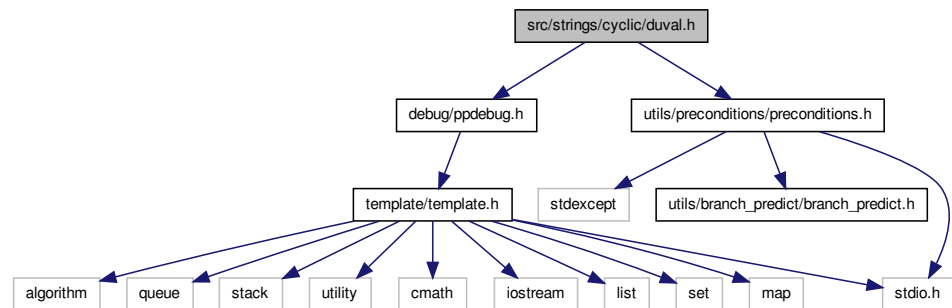 src/strings/cyclic/duval.h
debug/ppdebug.h
utils/preconditions/preconditions.h
template/template.h
stdexcept
utils/branch_predict/branch_predict.h
algorithm
queue
stack
utility
cmath
iostream
list
set
map
stdio.h